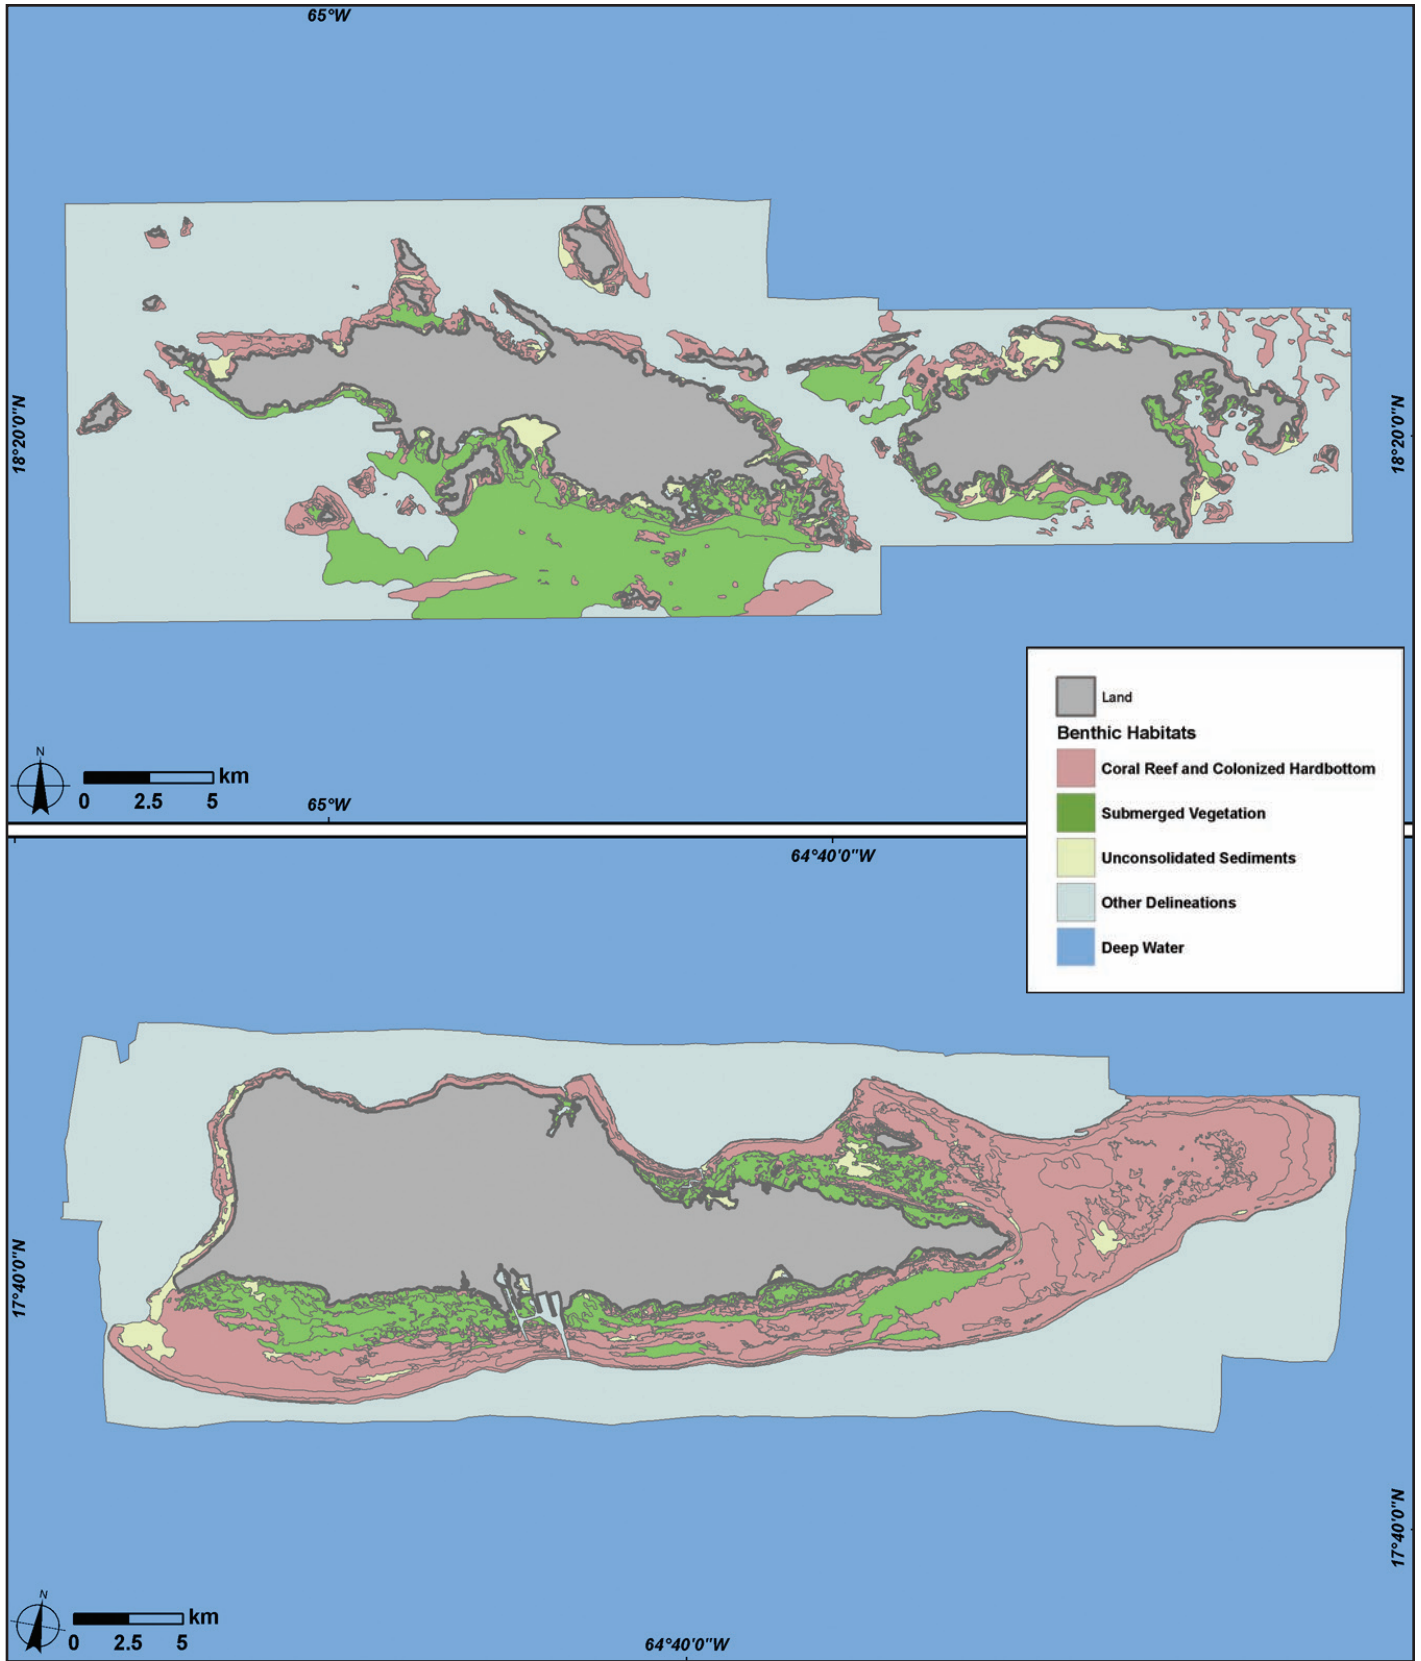 65°W
18°20'0"N
18°20'0"N
Land
Benthic Habitats
Coral Reef and Colonized Hardbottom
Submerged Vegetation
Unconsolidated Sediments
Other Delineations
Deep Water
N
km
0 2.5 5
65°W
64°40'0"W
17°40'0"N
17°40'0"N
N
km
0 2.5 5
64°40'0"W